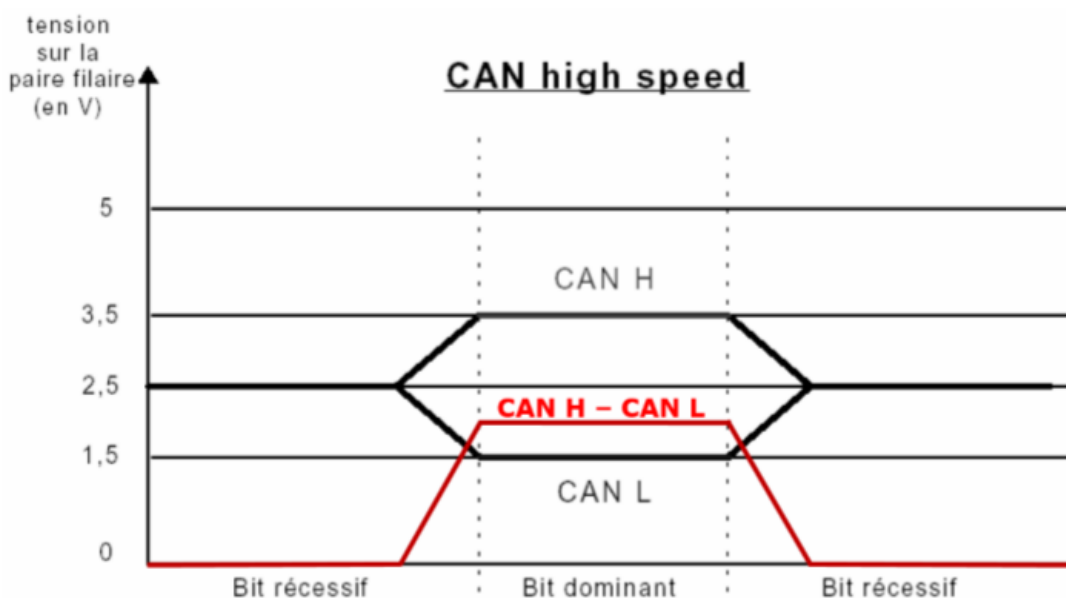 tension
sur la
paire filaire
(en V)
CAN high speed
5
CAN H
3,5
2,5
CAN H – CAN L
1,5
CAN L
0
Bit récessif Bit dominant Bit récessif